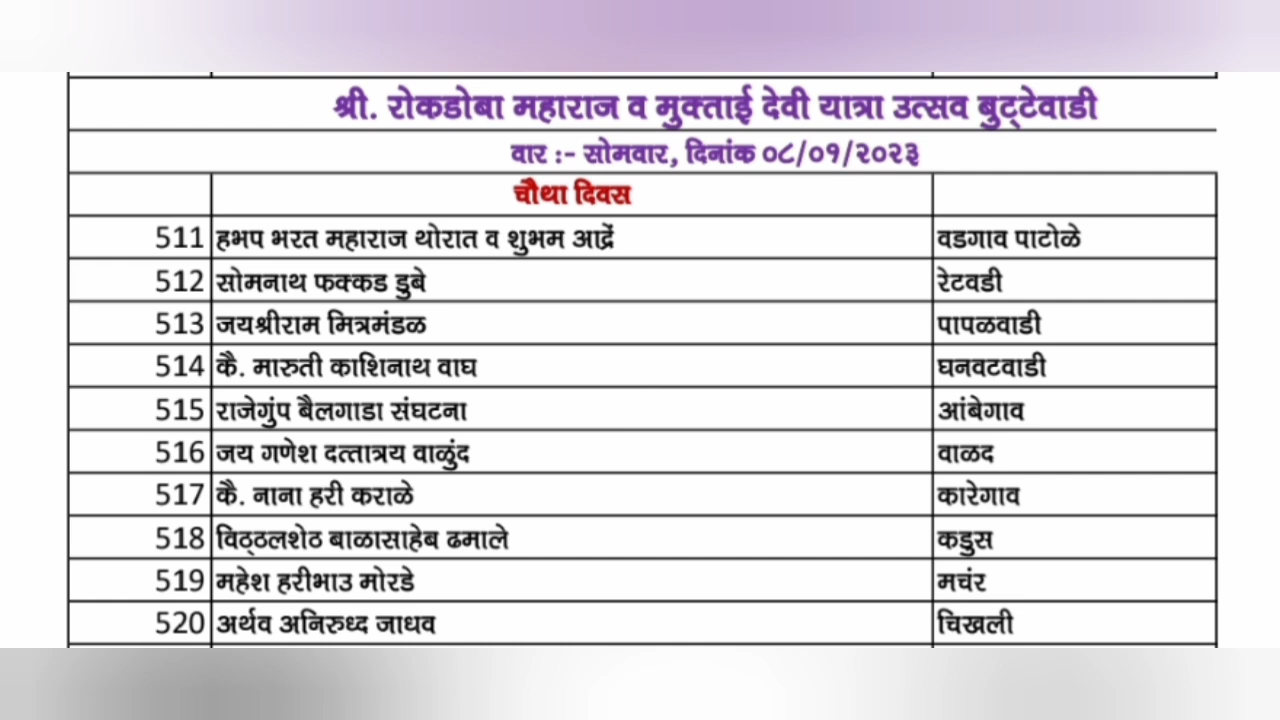 श्री. रोकडोबा महाराज व मुक्ताई देवी यात्रा उत्सव बुट्टेवाडी
वार :- सोमवार, दिनांक ०८/०१/२०२३
चौथा दिवस
511 हभप भरत महाराज थोरात व शुभम आद्रें वडगाव पाटोळे
512 सोमनाथ फक्कड डुबे रेटवडी
513 जयश्रीराम मित्रमंडळ पापळवाडी
514 कै. मारुती काशिनाथ वाघ घनवटवाडी
515 राजेगुंप बैलगाडा संघटना आंबेगाव
516 जय गणेश दत्तात्रय वाळुंद वाळद
517 कै. नाना हरी कराळे कारेगाव
518 विठ्ठलशेठ बाळासाहेब ढमाले कडुस
519 महेश हरीभाउ मोरडे मचंर
520 अर्थव अनिरुध्द जाधव चिखली